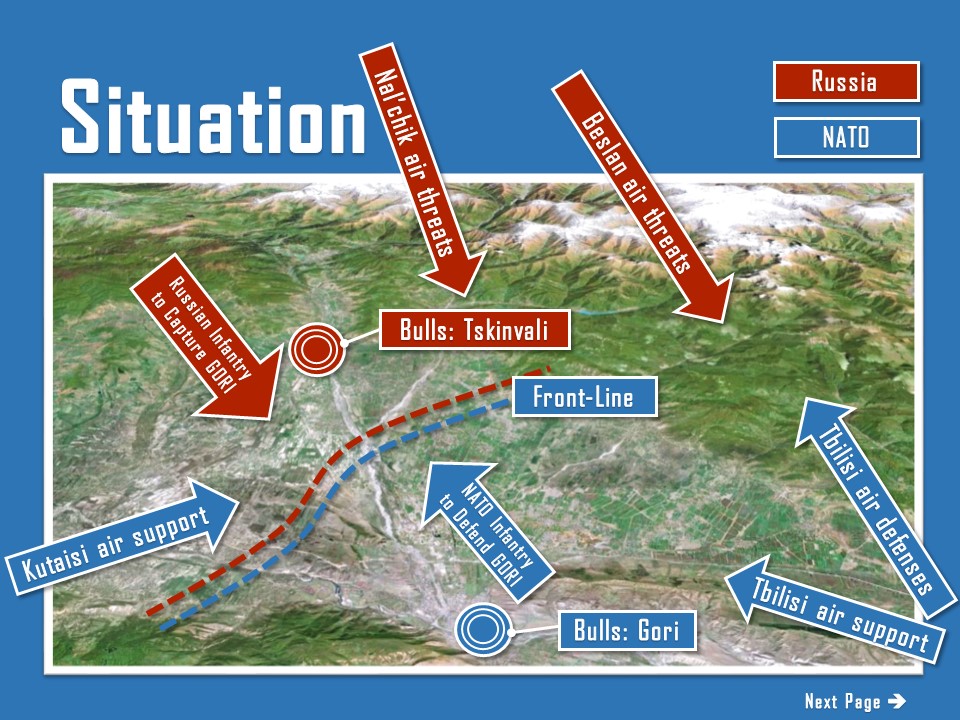 Situation
Russia
NATO
Nal'chik air threats
Beslan air threats
Russian Infantry
to Capture GORI
Bulls: Tskinvali
Front-Line
Kutaisi air support
NATO Infantry
to Defend GORI
Tbilisi air defenses
Tbilisi air support
Bulls: Gori
Next Page